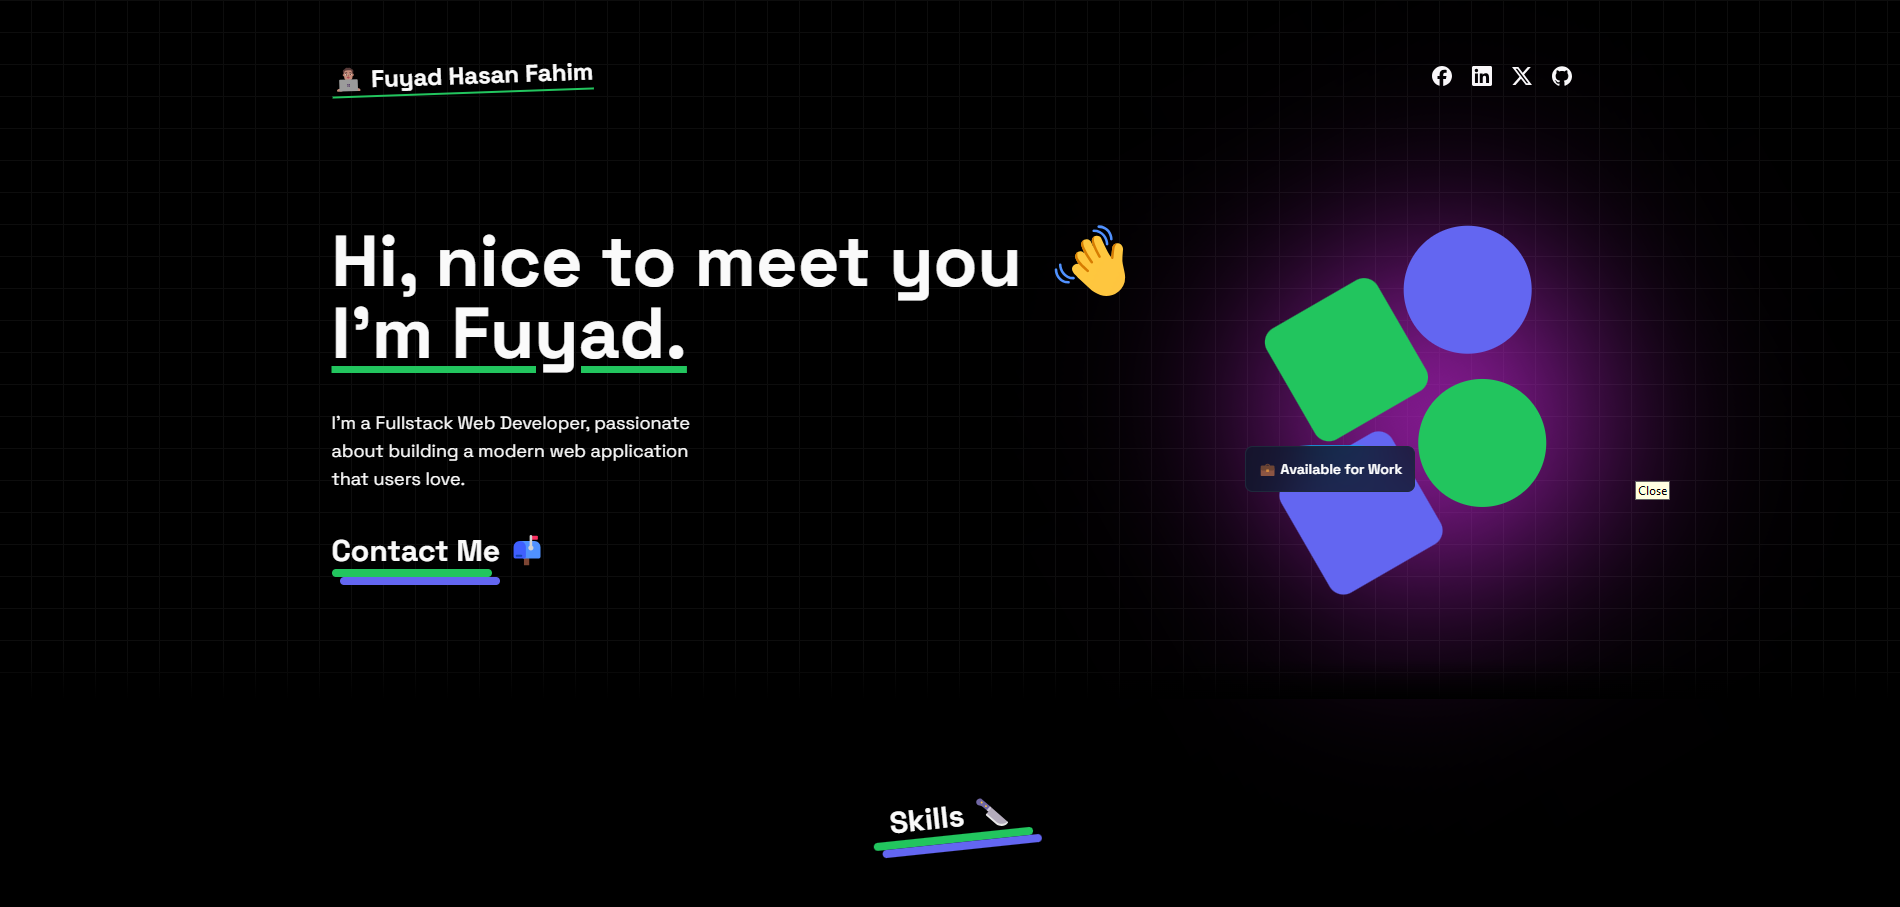 Fuyad Hasan Fahim
Hi, nice to meet you
I'm Fuyad.
I'm a Fullstack Web Developer, passionate
about building a modern web application
that users love.
Contact Me
Available for Work
Close
Skills